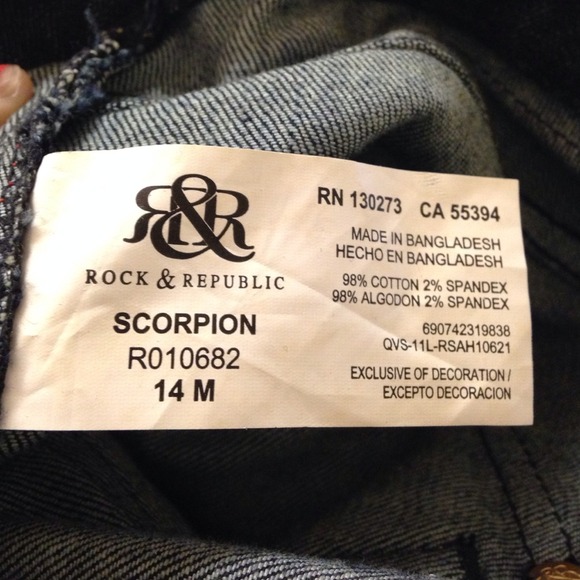 R&R
ROCK & REPUBLIC
SCORPION
R010682
14 M
RN 130273 CA 55394
MADE IN BANGLADESH
HECHO EN BANGLADESH
98% COTTON 2% SPANDEX
98% ALGODON 2% SPANDEX
690742319838
QVS-11L-RSAH10621
EXCLUSIVE OF DECORATION /
EXCEPTO DECORACION